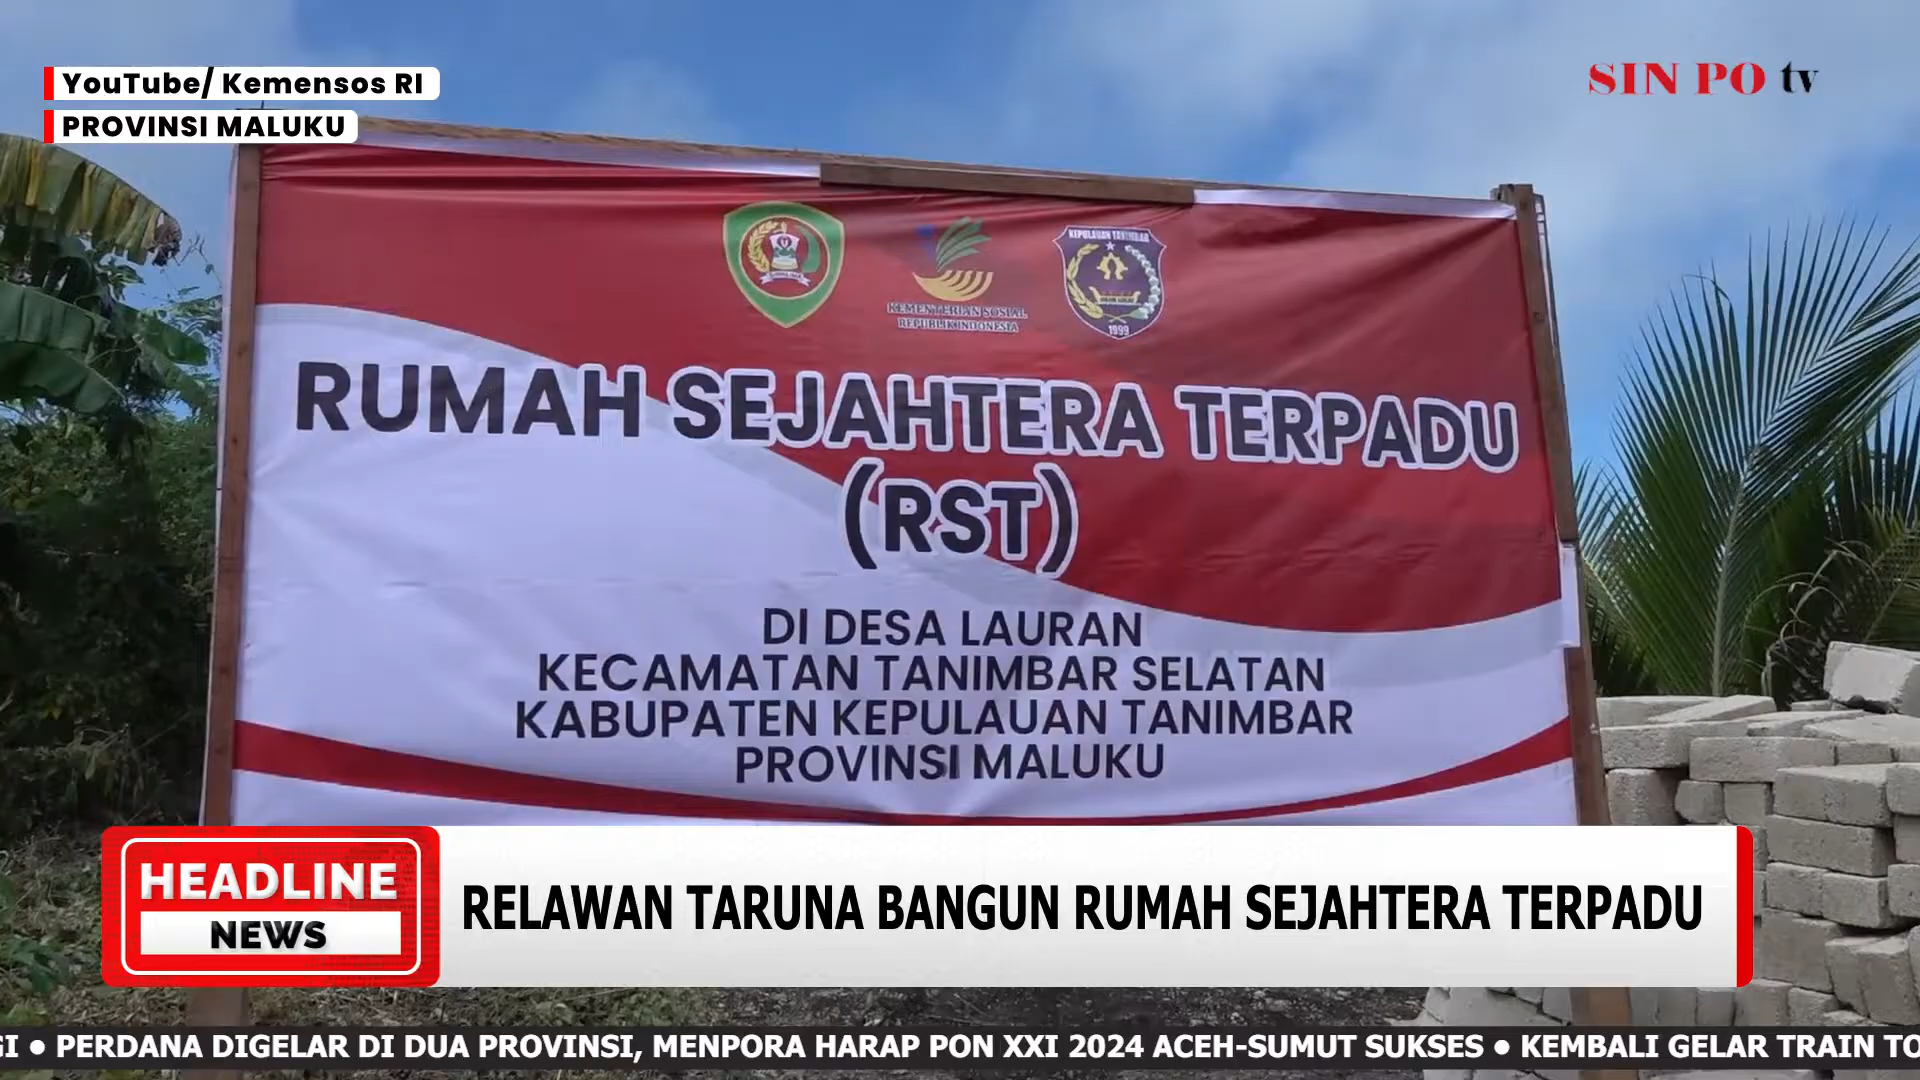 YouTube/ Kemensos RI
PROVINSI MALUKU
SIN PO tv
KEPULAUAN TANIMBAR
1999
KEMENTERIAN SOSIAL
REPUBLIK INDONESIA
RUMAH SEJAHTERA TERPADU
(RST)
DI DESA LAURAN
KECAMATAN TANIMBAR SELATAN
KABUPATEN KEPULAUAN TANIMBAR
PROVINSI MALUKU
HEADLINE
NEWS
RELAWAN TARUNA BANGUN RUMAH SEJAHTERA TERPADU
GI • PERDANA DIGELAR DI DUA PROVINSI, MENPORA HARAP PON XXI 2024 ACEH-SUMUT SUKSES • KEMBALI GELAR TRAIN TO